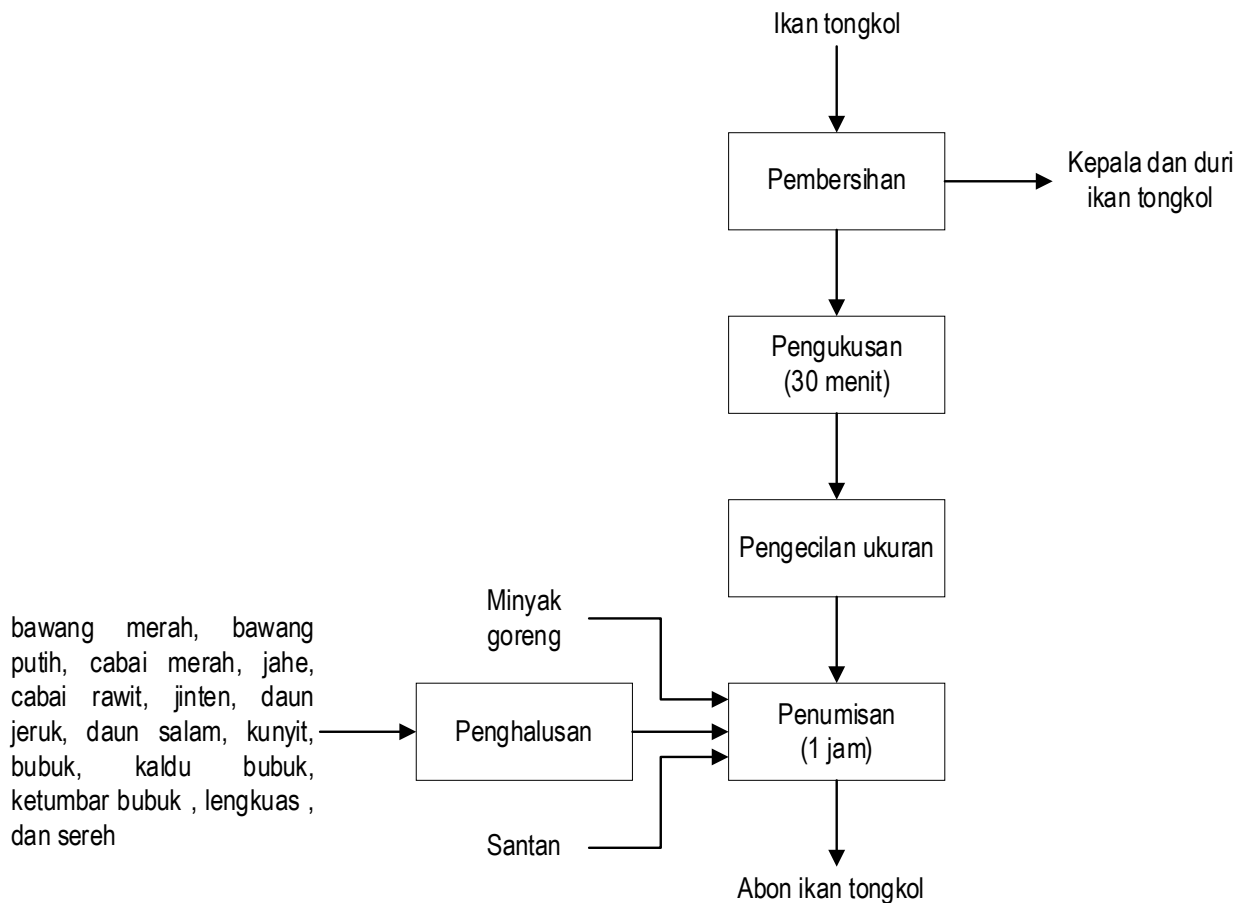 Ikan tongkol
Pembersihan
Kepala dan duri
ikan tongkol
Pengukusan
(30 menit)
Pengecilan ukuran
Minyak
goreng
bawang merah, bawang
putih, cabai merah, jahe,
cabai rawit, jinten, daun
jeruk, daun salam, kunyit,
bubuk, kaldu bubuk,
ketumbar bubuk , lengkuas ,
dan sereh
Penghalusan
Penumisan
(1 jam)
Santan
Abon ikan tongkol